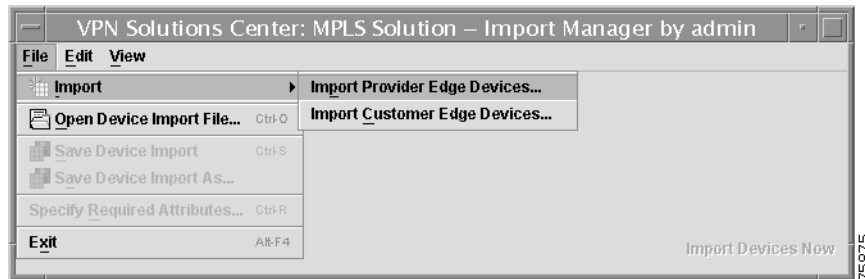 VPN Solutions Center: MPLS Solution – Import Manager by admin
File Edit View
Import
Import Provider Edge Devices...
Import Customer Edge Devices...
Open Device Import File... Ctrl-O
Save Device Import Ctrl-S
Save Device Import As...
Specify Required Attributes... Ctrl-R
Exit Alt-F4
Import Devices Now
75975